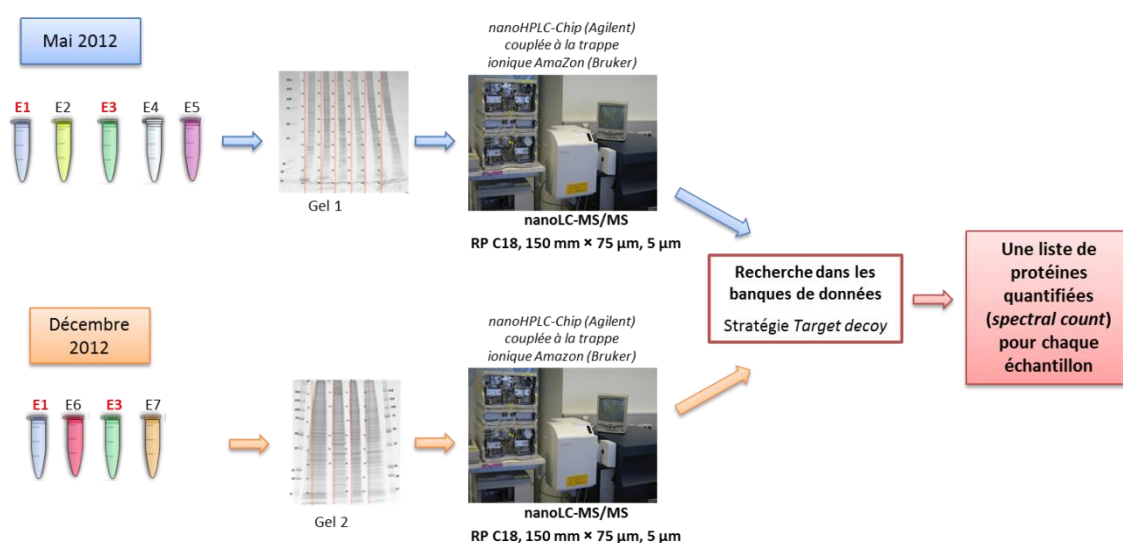 Mai 2012
E1 E2 E3 E4 E5
Gel 1
nanoHPLC-Chip (Agilent)
couplée à la trappe
ionique AmaZon (Bruker)
nanoLC-MS/MS
RP C18, 150 mm × 75 µm, 5 µm
Décembre
2012
E1 E6 E3 E7
Gel 2
nanoHPLC-Chip (Agilent)
couplée à la trappe
ionique Amazon (Bruker)
nanoLC-MS/MS
RP C18, 150 mm × 75 µm, 5 µm
Recherche dans les
banques de données
Stratégie Target decoy
Une liste de
protéines
quantifiées
(spectral count)
pour chaque
échantillon